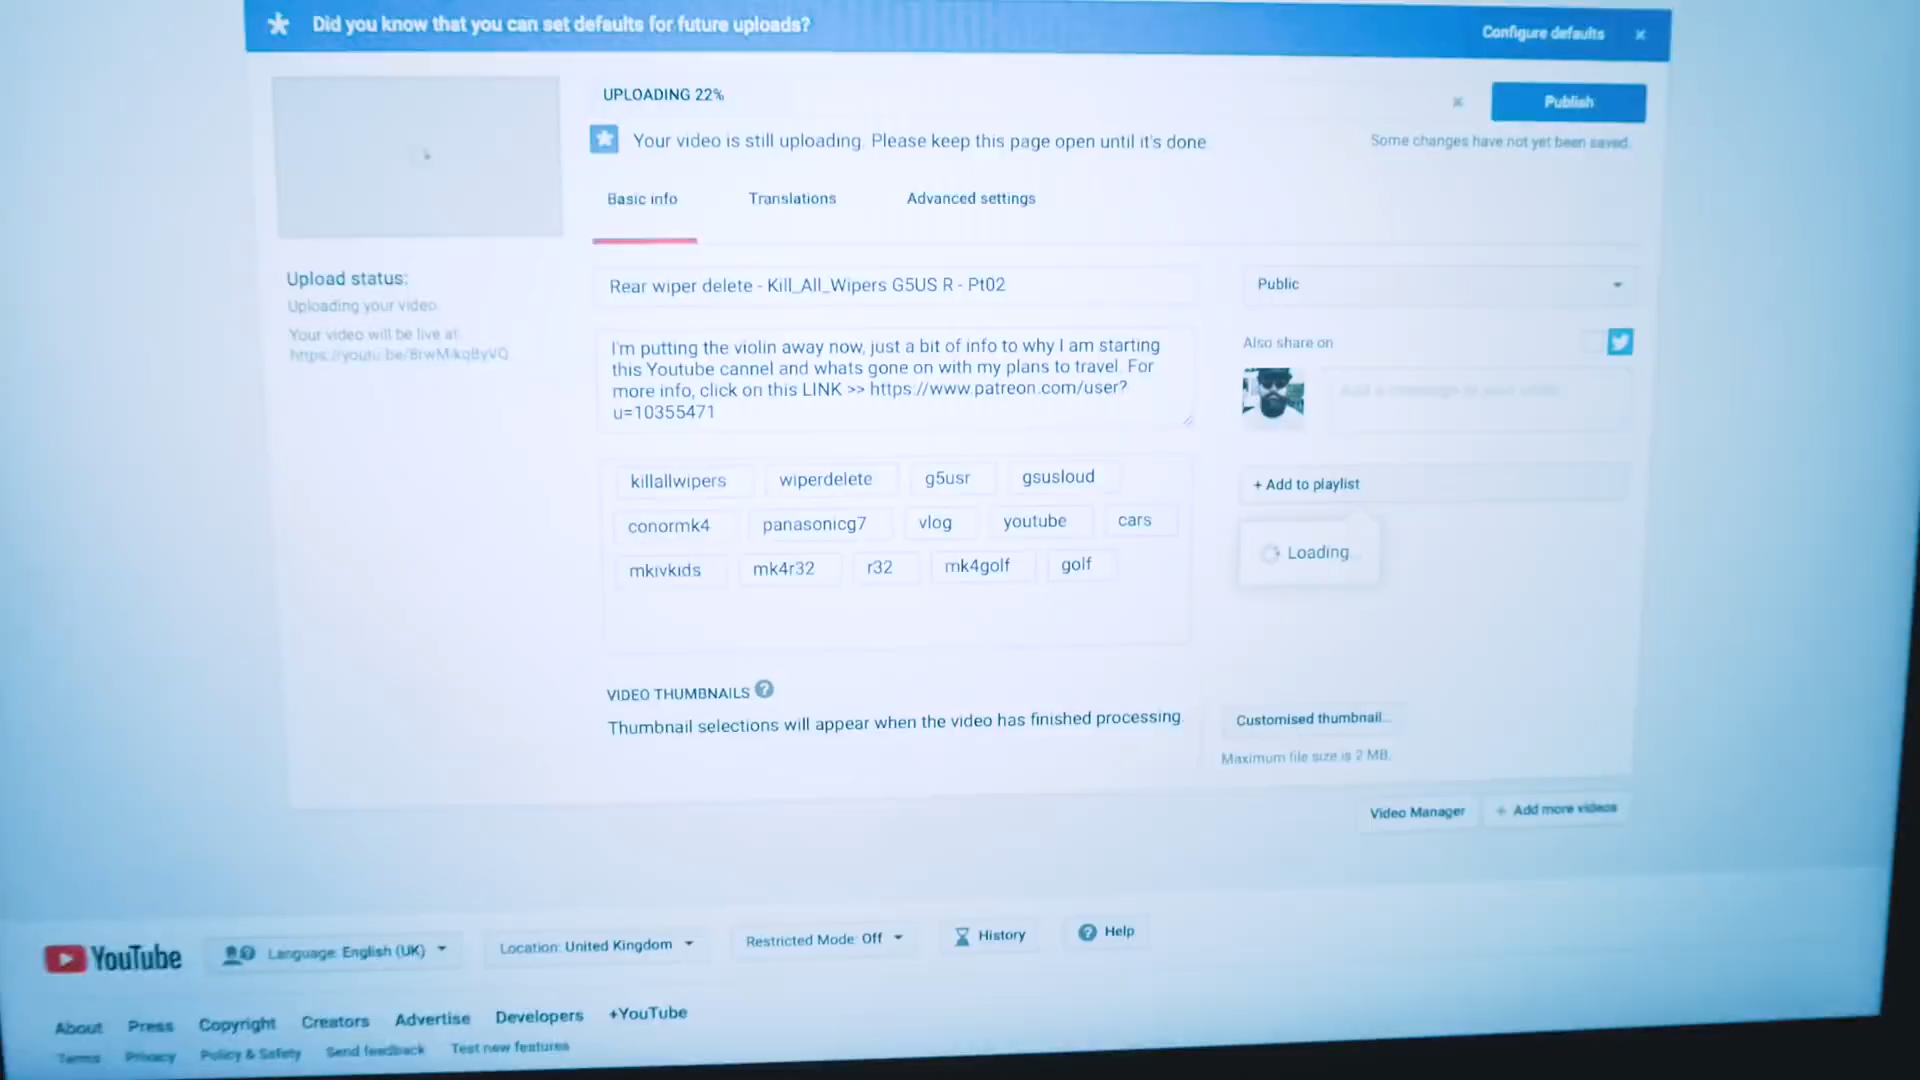 Did you know that you can set defaults for future uploads?
Configure defaults ×
UPLOADING 22%
× Publish
Your video is still uploading. Please keep this page open until it's done
Some changes have not yet been saved.
Basic info Translations Advanced settings
Upload status:
Uploading your video.
Your video will be live at:
Rear wiper delete - Kill_All_Wipers G5US R - Pt02
Public
I'm putting the violin away now, just a bit of info to why I am starting
this Youtube cannel and whats gone on with my plans to travel. For
more info, click on this LINK >> https://www.patreon.com/user?
u=10355471
Also share on
killallwipers wiperdelete g5usr gsusloud
conormk4 panasonicg7 vlog youtube cars
mkivkids mk4r32 r32 mk4golf golf
+ Add to playlist
Loading...
VIDEO THUMBNAILS ?
Thumbnail selections will appear when the video has finished processing.
Customised thumbnail...
Maximum file size is 2 MB.
Video Manager + Add more videos
YouTube Language: English (UK) Location: United Kingdom Restricted Mode: Off History ? Help
About Press Copyright Creators Advertise Developers +YouTube
Terms Privacy Policy & Safety Send feedback Test new features